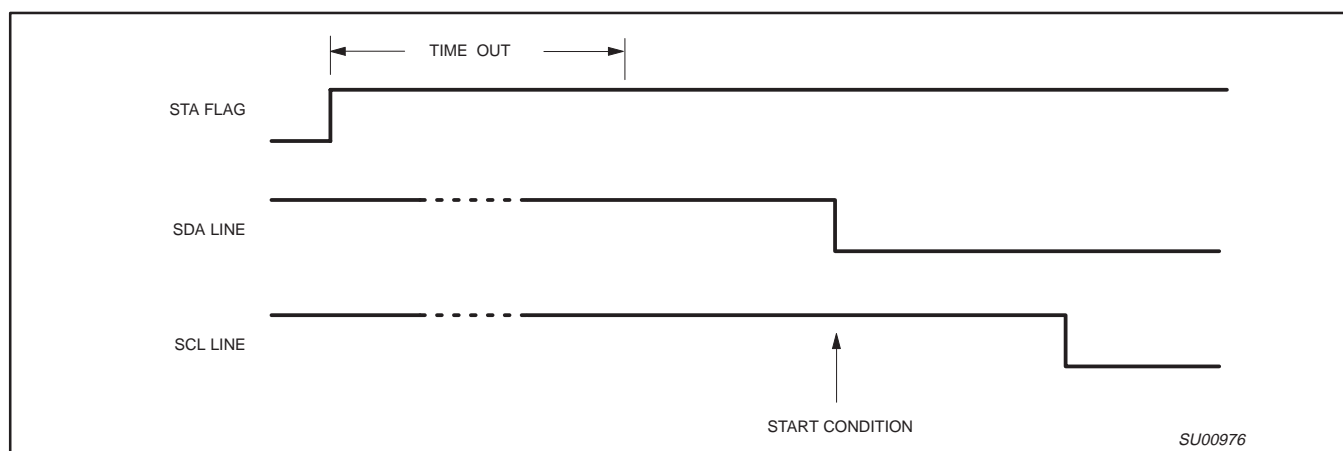 TIME OUT
STA FLAG
SDA LINE
SCL LINE
START CONDITION
SU00976